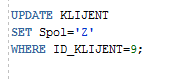 UPDATE KLIJENT
SET Spol='Z'
WHERE ID_KLIJENT=9;